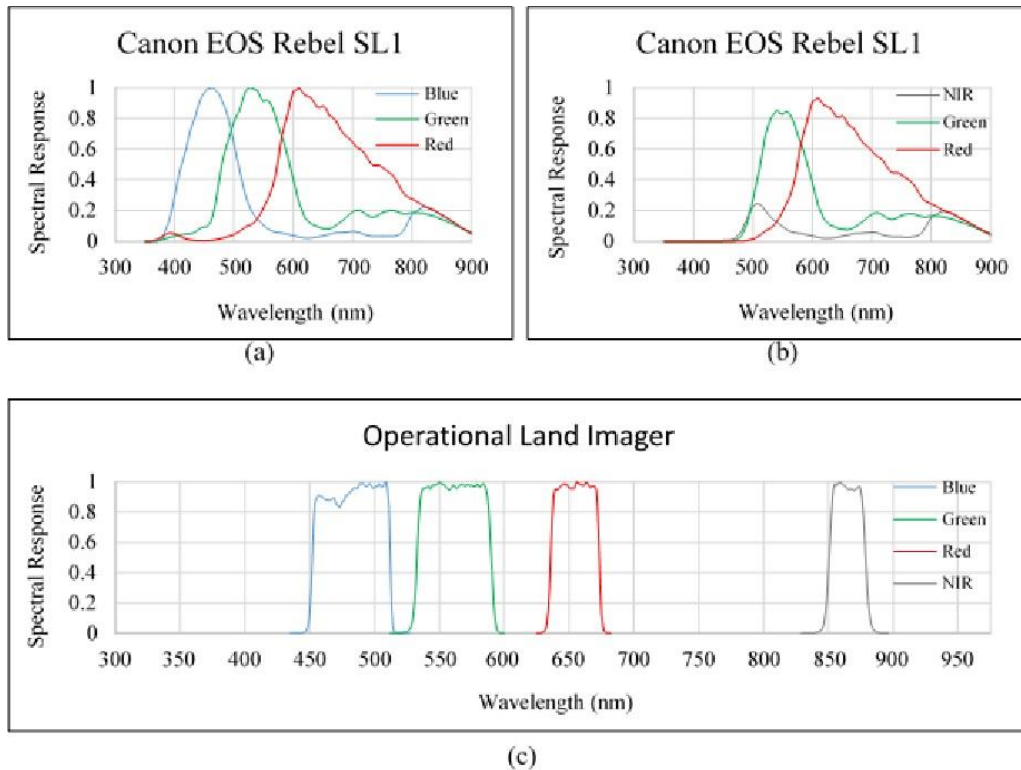 Canon EOS Rebel SL1
Spectral Response
1
0.8
0.6
0.4
0.2
0
Blue
Green
Red
300 400 500 600 700 800 900
Wavelength (nm)
(a)
Canon EOS Rebel SL1
Spectral Response
1
0.8
0.6
0.4
0.2
0
NIR
Green
Red
300 400 500 600 700 800 900
Wavelength (nm)
(b)
Operational Land Imager
Spectral Response
1
0.8
0.6
0.4
0.2
0
Blue
Green
Red
NIR
300 350 400 450 500 550 600 650 700 750 800 850 900 950
Wavelength (nm)
(c)